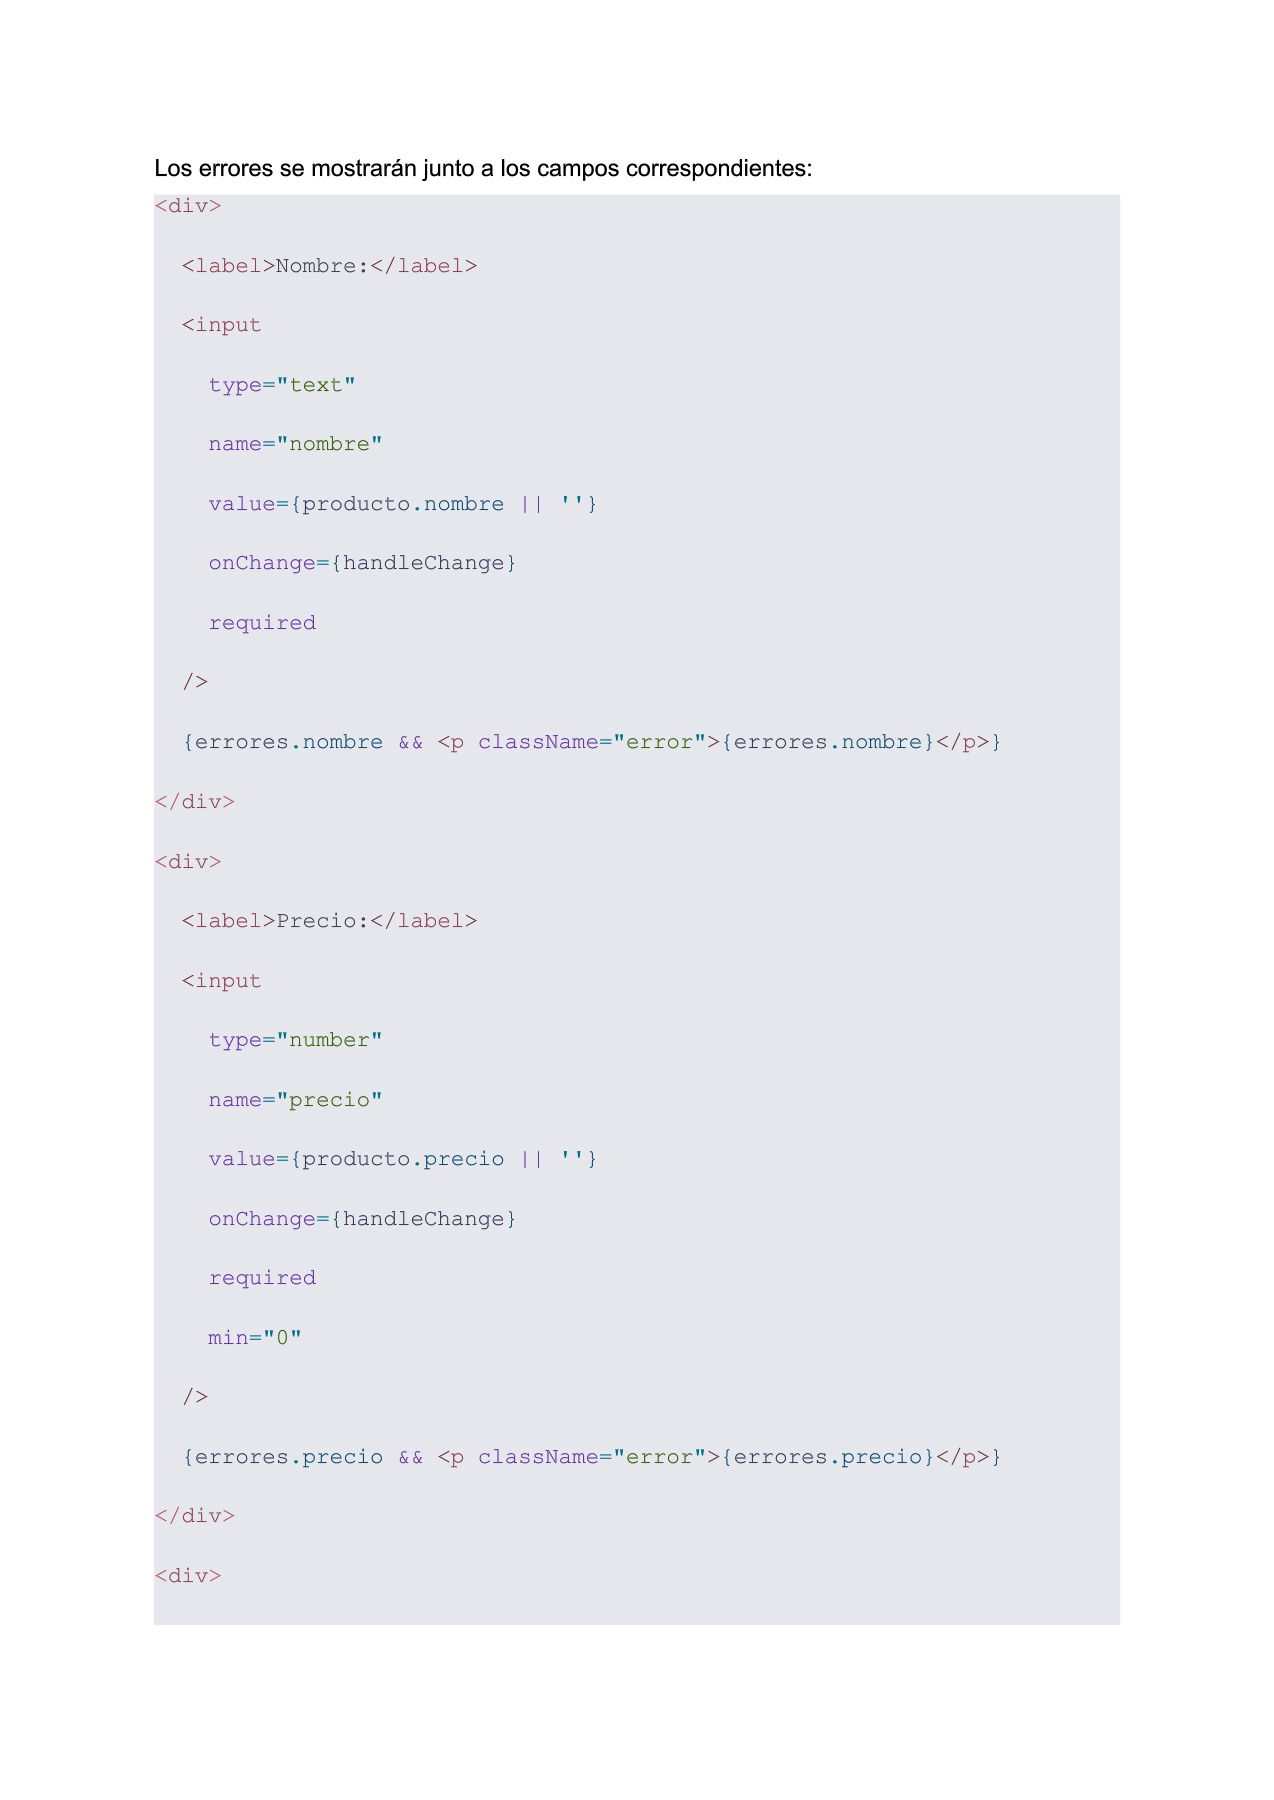 Los errores se mostrarán junto a los campos correspondientes:
<div>
  <label>Nombre:</label>
  <input
    type="text"
    name="nombre"
    value={producto.nombre || ''}
    onChange={handleChange}
    required
  />
  {errores.nombre && <p className="error">{errores.nombre}</p>}
</div>
<div>
  <label>Precio:</label>
  <input
    type="number"
    name="precio"
    value={producto.precio || ''}
    onChange={handleChange}
    required
    min="0"
  />
  {errores.precio && <p className="error">{errores.precio}</p>}
</div>
<div>